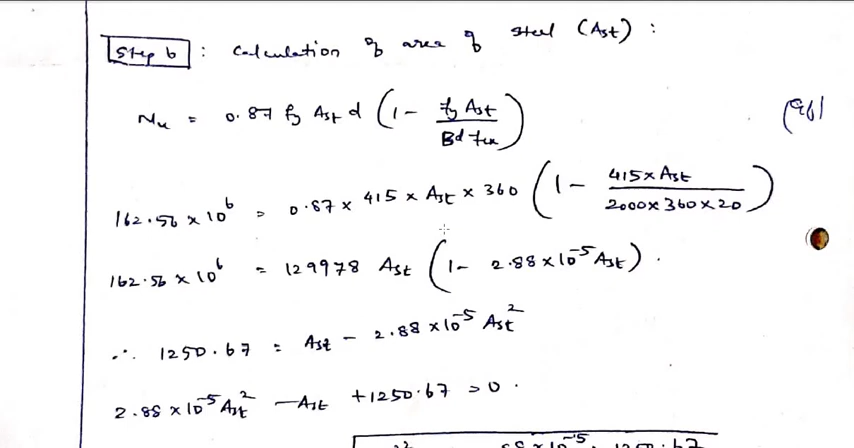 Step 6 : Calculation of area of steel (Ast) :
Mu = 0.87 fy Ast d (1 - fy Ast / Bd fck)
162.56 x 10^6 = 0.87 x 415 x Ast x 360 (1 - 415 x Ast / 2000 x 360 x 20)
162.56 x 10^6 = 129978 Ast (1 - 2.88 x 10^-5 Ast).
∴ 1250.67 = Ast - 2.88 x 10^-5 Ast^2
2.88 x 10^-5 Ast^2 - Ast + 1250.67 = 0.